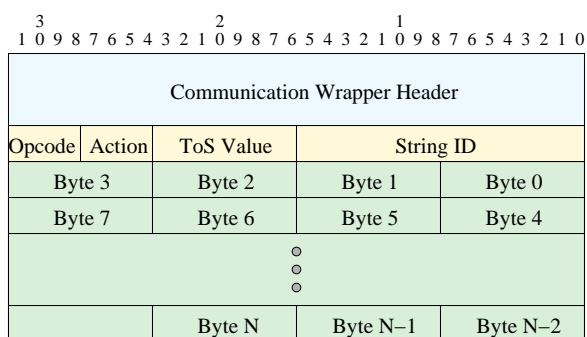 3 2 1
1 0 9 8 7 6 5 4 3 2 1 0 9 8 7 6 5 4 3 2 1 0 9 8 7 6 5 4 3 2 1 0
Communication Wrapper Header
Opcode Action ToS Value String ID
Byte 3 Byte 2 Byte 1 Byte 0
Byte 7 Byte 6 Byte 5 Byte 4
Byte N Byte N−1 Byte N−2